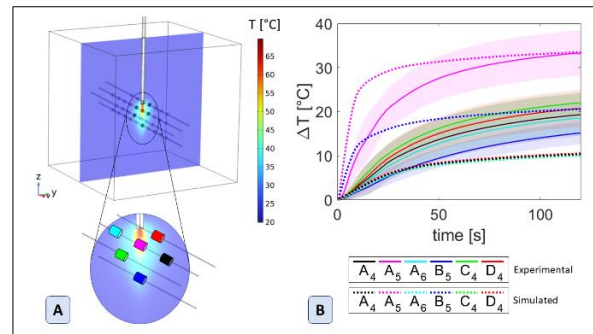 T [°C]
65
60
55
50
45
40
35
30
25
20
z
y
A
40
30
20
10
0
ΔT [°C]
0 50 100
time [s]
A4 A5 A6 B5 C4 D4 Experimental
A4 A5 A6 B5 C4 D4 Simulated
B